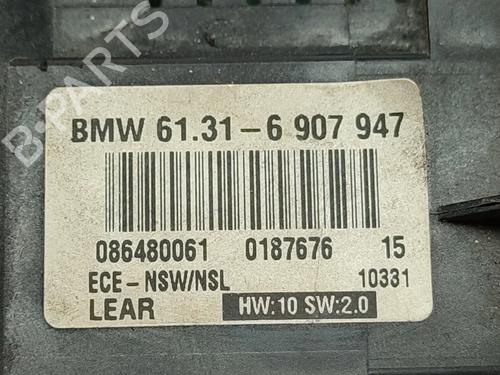 B-PARTS
BMW 61.31-6 907 947
086480061 0187676 15
ECE-NSW/NSL 10331
LEAR HW:10 SW:2.0